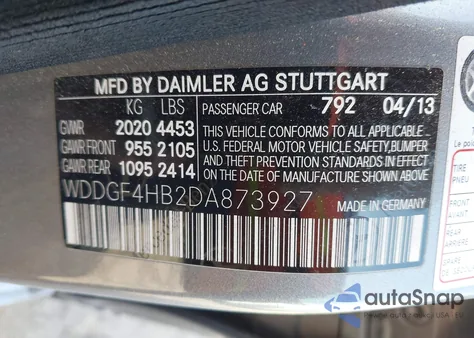 MFD BY DAIMLER AG STUTTGART
KG LBS PASSENGER CAR 792 04/13
GVWR 2020 4453
GAWR FRONT 955 2105
GAWR REAR 1095 2414
THIS VEHICLE CONFORMS TO ALL APPLICABLE
U.S. FEDERAL MOTOR VEHICLE SAFETY,BUMPER
AND THEFT PREVENTION STANDARDS IN EFFECT
ON THE DATE OF MANUFACTURE SHOWN ABOVE.
WDDGF4HB2DA873927
MADE IN GERMANY
TIRE
PNEU
autoSnap